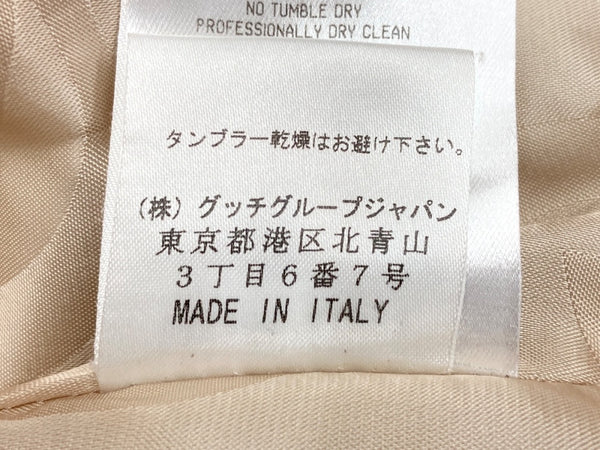 NO TUMBLE DRY
PROFESSIONALLY DRY CLEAN
タンブラー乾燥はお避け下さい。
(株)グッチグループジャパン
東京都港区北青山
3丁目6番7号
MADE IN ITALY